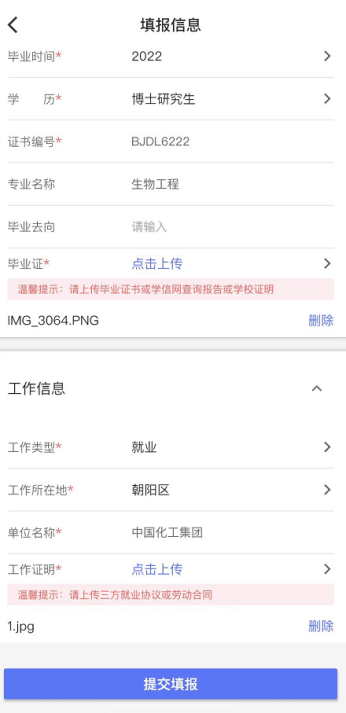 填报信息
毕业时间* 2022
学 历* 博士研究生
证书编号* BJDL6222
专业名称 生物工程
毕业去向 请输入
毕业证* 点击上传
温馨提示：请上传毕业证书或学信网查询报告或学校证明
IMG_3064.PNG 删除
工作信息
工作类型* 就业
工作所在地* 朝阳区
单位名称* 中国化工集团
工作证明* 点击上传
温馨提示：请上传三方就业协议或劳动合同
1.jpg 删除
提交填报